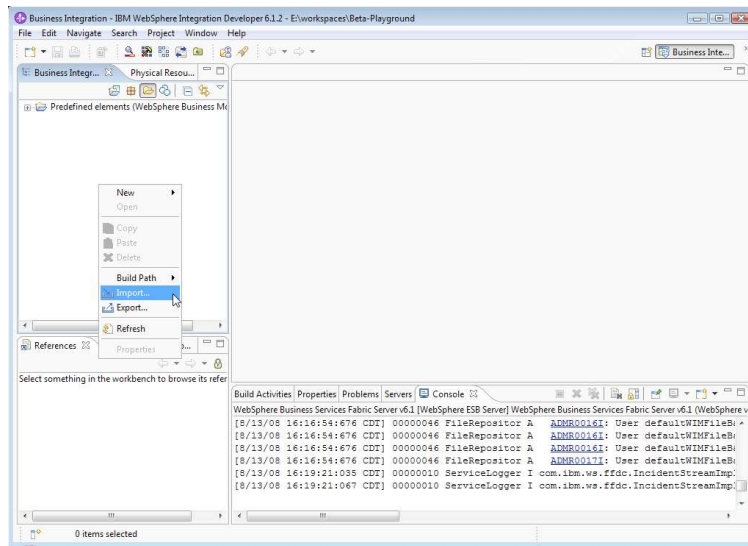 Business Integration - IBM WebSphere Integration Developer 6.1.2 - E:\workspaces\Beta-Playground
File Edit Navigate Search Project Window Help
Business Inte...
Business Integr... Physical Resou...
Predefined elements (WebSphere Business Mo
New
Open
Copy
Paste
Delete
Build Path
Import...
Export...
Refresh
Properties
References
Select something in the workbench to browse its refer
Build Activities Properties Problems Servers Console
WebSphere Business Services Fabric Server v6.1 [WebSphere ESB Server] WebSphere Business Services Fabric Server v6.1 (WebSphere v
[8/13/08 16:16:54:676 CDT] 00000046 FileRepositor A ADMR0016I: User defaultWIMFileBa
[8/13/08 16:16:54:676 CDT] 00000046 FileRepositor A ADMR0016I: User defaultWIMFileBa
[8/13/08 16:16:54:676 CDT] 00000046 FileRepositor A ADMR0016I: User defaultWIMFileBa
[8/13/08 16:16:54:676 CDT] 00000046 FileRepositor A ADMR0017I: User defaultWIMFileBa
[8/13/08 16:19:21:035 CDT] 00000010 ServiceLogger I com.ibm.ws.ffdc.IncidentStreamImpl
[8/13/08 16:19:21:067 CDT] 00000010 ServiceLogger I com.ibm.ws.ffdc.IncidentStreamImpl
0 items selected